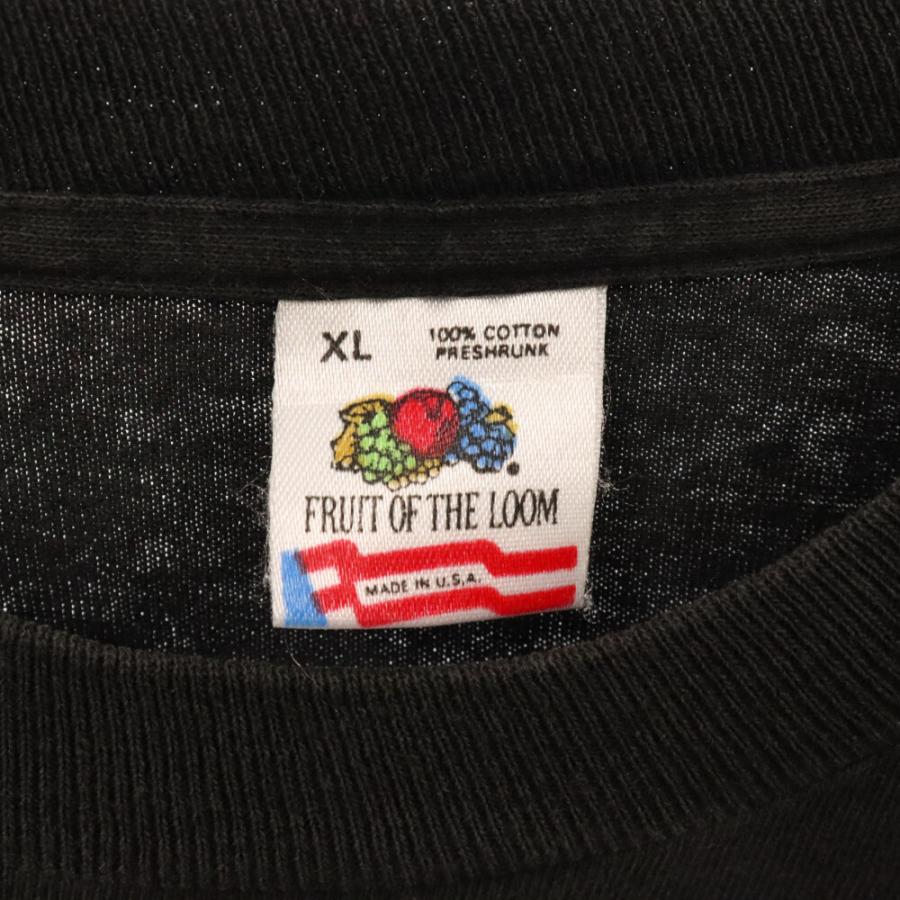 XL
100% COTTON
PRESHRUNK
FRUIT OF THE LOOM
MADE IN U.S.A.